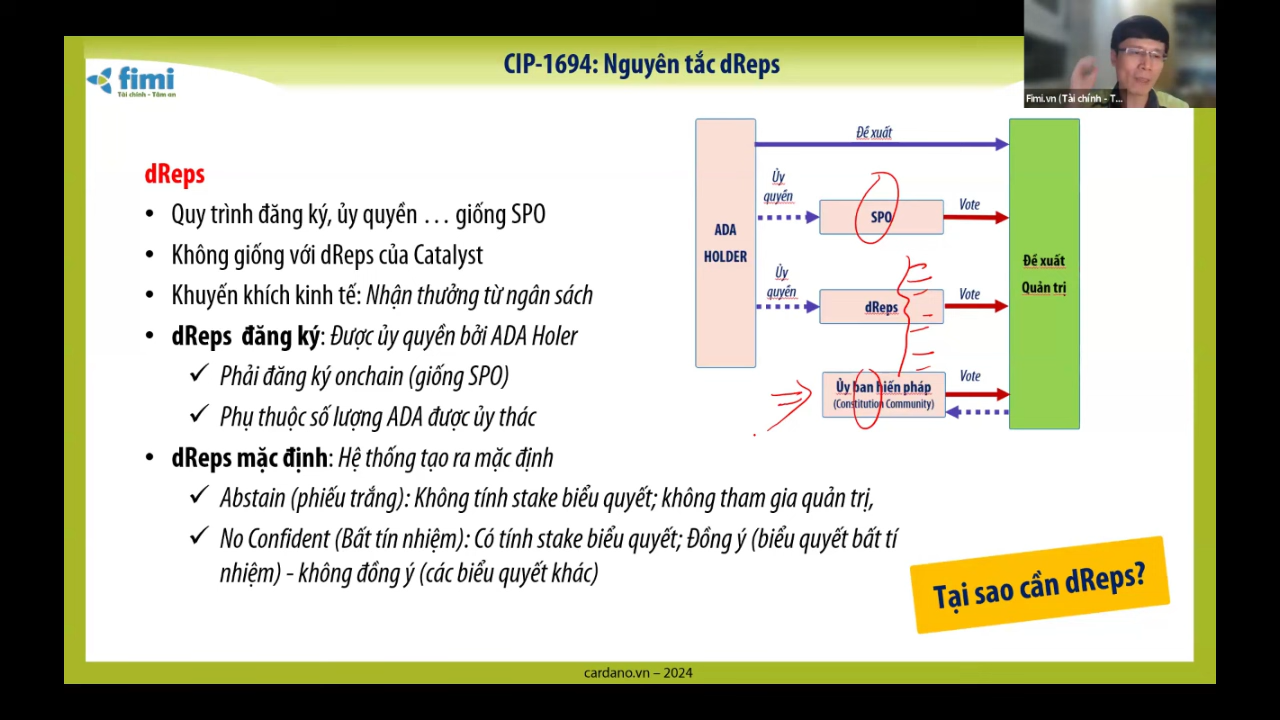 CIP-1694: Nguyên tắc dReps
fimi
Tài chính - Tâm an
Fimi.vn (Tài chính - T...
dReps
• Quy trình đăng ký, ủy quyền … giống SPO
• Không giống với dReps của Catalyst
• Khuyến khích kinh tế: Nhận thưởng từ ngân sách
• dReps đăng ký: Được ủy quyền bởi ADA Holer
✓ Phải đăng ký onchain (giống SPO)
✓ Phụ thuộc số lượng ADA được ủy thác
• dReps mặc định: Hệ thống tạo ra mặc định
✓ Abstain (phiếu trắng): Không tính stake biểu quyết; không tham gia quản trị,
✓ No Confident (Bất tín nhiệm): Có tính stake biểu quyết; Đồng ý (biểu quyết bất tí
nhiệm) - không đồng ý (các biểu quyết khác)
ADA
HOLDER
Đề xuất
Ủy
quyền
SPO
Vote
Ủy
quyền
dReps
Vote
Ủy ban hiến pháp
(Constitution Community)
Vote
Đề xuất
Quản trị
Tại sao cần dReps?
cardano.vn – 2024